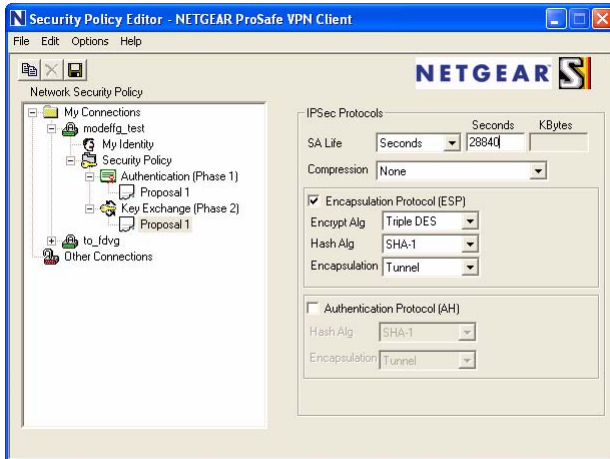 Security Policy Editor - NETGEAR ProSafe VPN Client
File Edit Options Help
NETGEAR
Network Security Policy
My Connections
modeffg_test
My Identity
Security Policy
Authentication (Phase 1)
Proposal 1
Key Exchange (Phase 2)
Proposal 1
to_fdvg
Other Connections
IPSec Protocols
Seconds KBytes
SA Life Seconds 28840
Compression None
Encapsulation Protocol (ESP)
Encrypt Alg Triple DES
Hash Alg SHA-1
Encapsulation Tunnel
Authentication Protocol (AH)
Hash Alg SHA-1
Encapsulation Tunnel